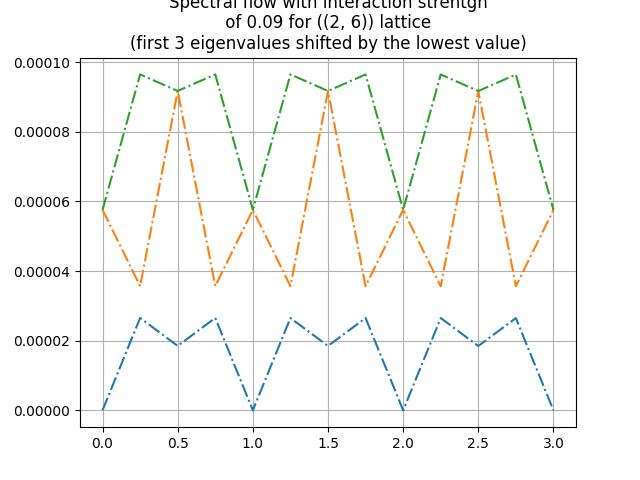 Spectral flow with interaction strentgh
of 0.09 for ((2, 6)) lattice
(first 3 eigenvalues shifted by the lowest value)
0.00010
0.00008
0.00006
0.00004
0.00002
0.00000
0.0 0.5 1.0 1.5 2.0 2.5 3.0